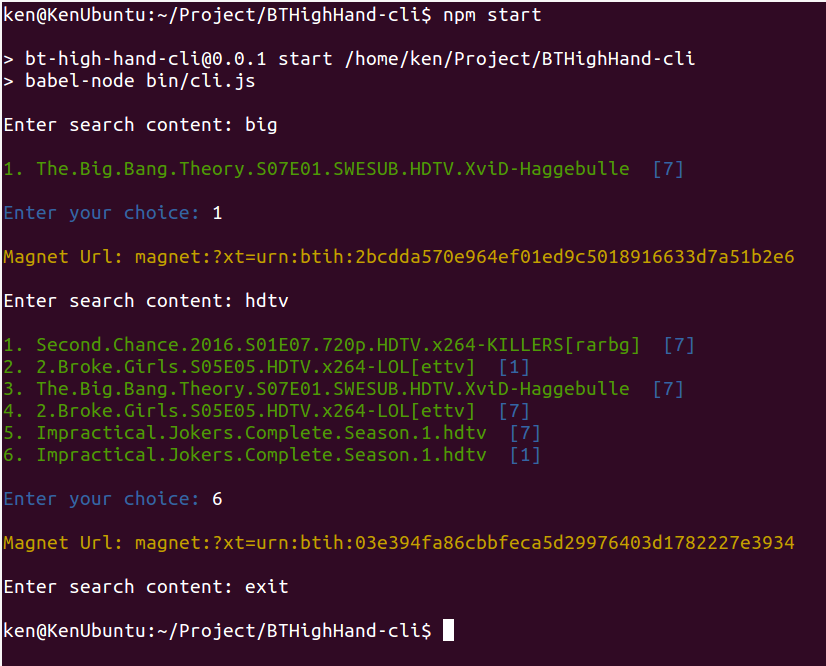 ken@KenUbuntu:~/Project/BTHighHand-cli$ npm start
> bt-high-hand-cli@0.0.1 start /home/ken/Project/BTHighHand-cli
> babel-node bin/cli.js
Enter search content: big
1. The.Big.Bang.Theory.S07E01.SWESUB.HDTV.XviD-Haggebulle [7]
Enter your choice: 1
Magnet Url: magnet:?xt=urn:btih:2bcdda570e964ef01ed9c5018916633d7a51b2e6
Enter search content: hdtv
1. Second.Chance.2016.S01E07.720p.HDTV.x264-KILLERS[rarbg] [7]
2. 2.Broke.Girls.S05E05.HDTV.x264-LOL[ettv] [1]
3. The.Big.Bang.Theory.S07E01.SWESUB.HDTV.XviD-Haggebulle [7]
4. 2.Broke.Girls.S05E05.HDTV.x264-LOL[ettv] [7]
5. Impractical.Jokers.Complete.Season.1.hdtv [7]
6. Impractical.Jokers.Complete.Season.1.hdtv [1]
Enter your choice: 6
Magnet Url: magnet:?xt=urn:btih:03e394fa86cbbfeca5d29976403d1782227e3934
Enter search content: exit
ken@KenUbuntu:~/Project/BTHighHand-cli$